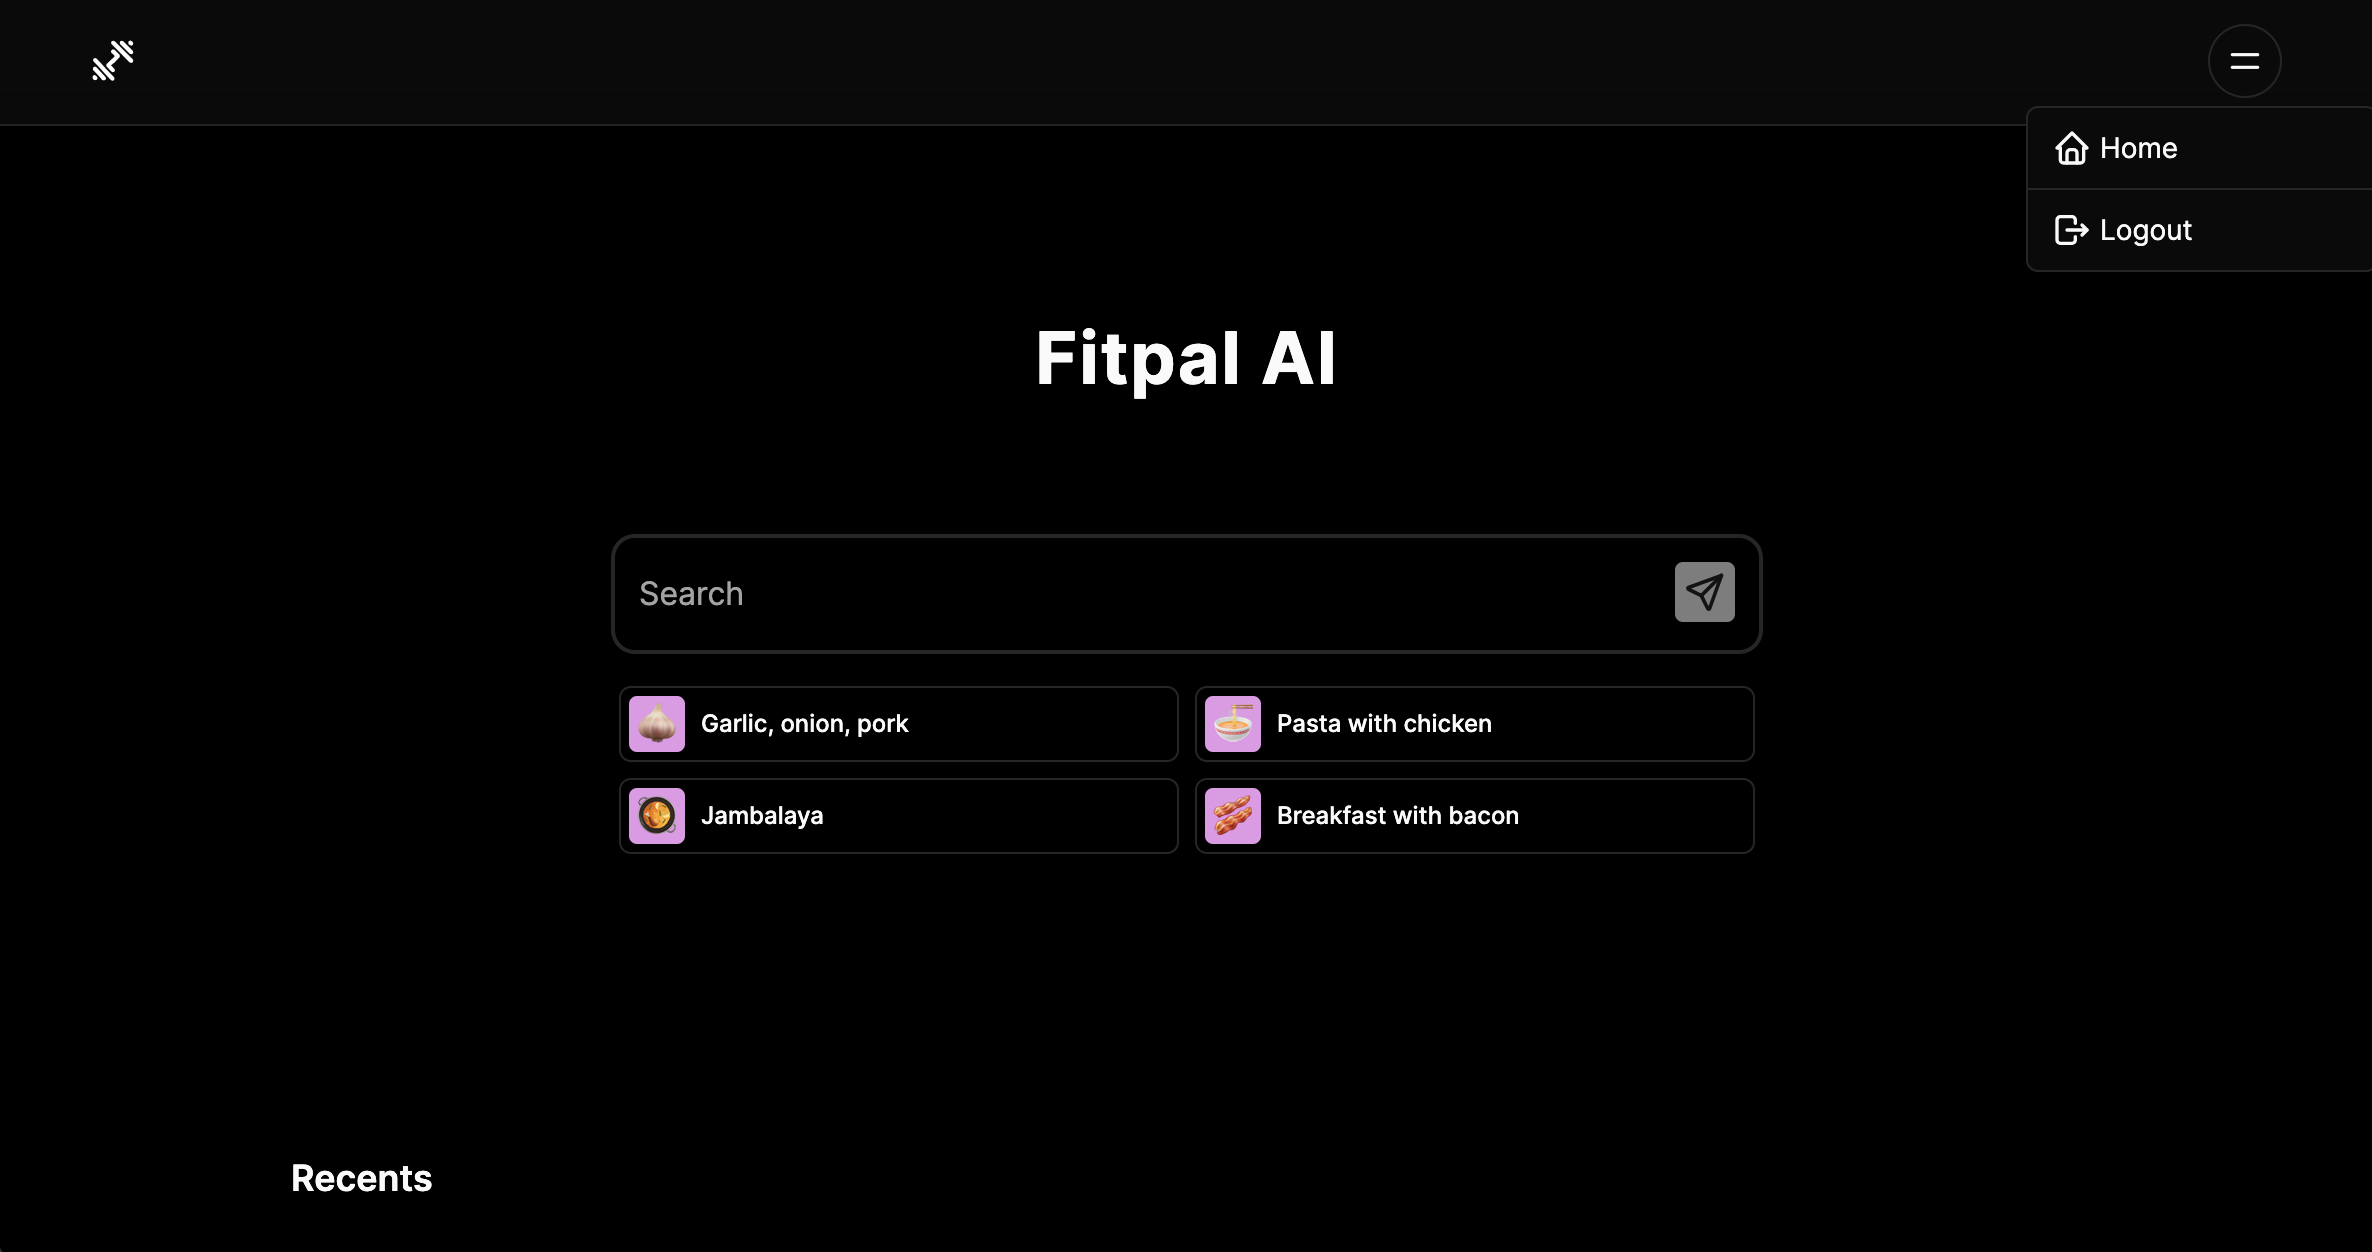 Home
Logout
Fitpal AI
Search
Garlic, onion, pork
Pasta with chicken
Jambalaya
Breakfast with bacon
Recents